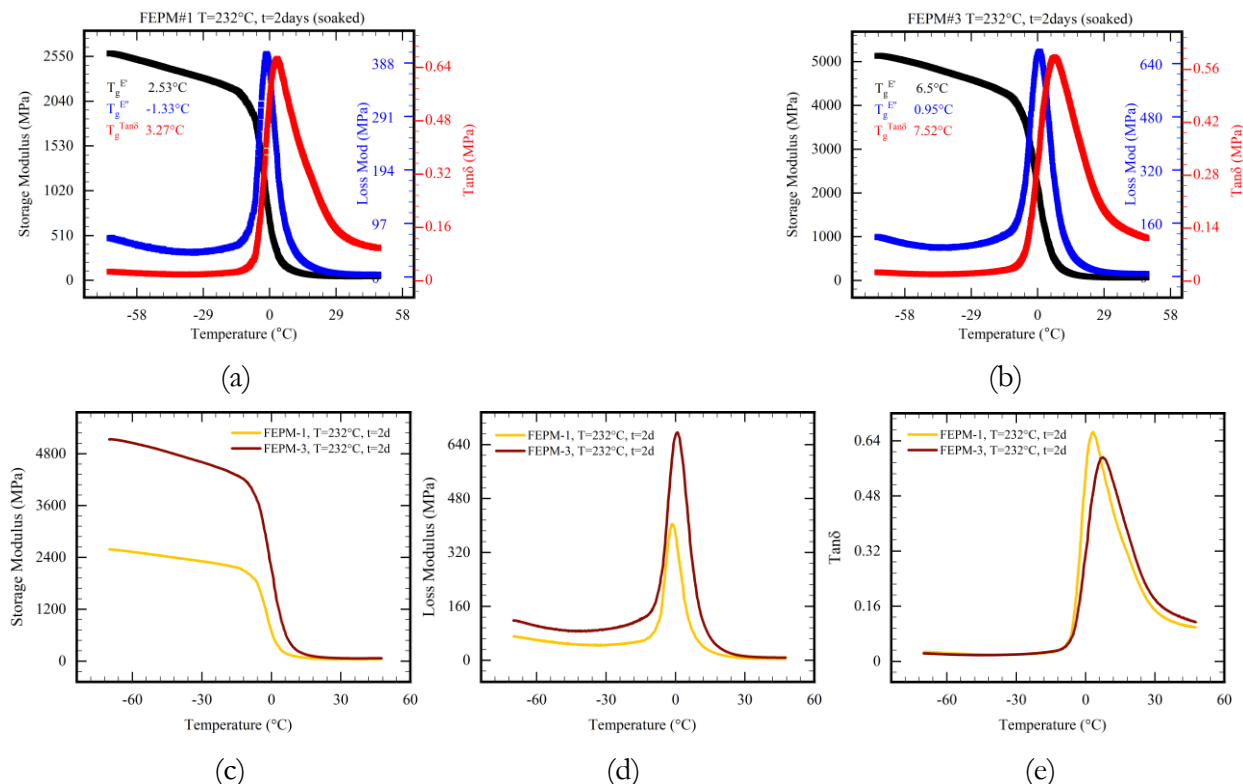 FEPM#1 T=232°C, t=2days (soaked)
Storage Modulus (MPa)
2550
2040
1530
1020
510
0
T_g^E' 2.53°C
T_g^E" -1.33°C
T_g^Tanδ 3.27°C
Loss Mod (MPa)
388
291
194
97
0
Tanδ (MPa)
0.64
0.48
0.32
0.16
0
-58 -29 0 29 58
Temperature (°C)
(a)
FEPM#3 T=232°C, t=2days (soaked)
Storage Modulus (MPa)
5000
4000
3000
2000
1000
0
T_g^E' 6.5°C
T_g^E" 0.95°C
T_g^Tanδ 7.52°C
Loss Mod (MPa)
640
480
320
160
0
Tanδ (MPa)
0.56
0.42
0.28
0.14
0
-58 -29 0 29 58
Temperature (°C)
(b)
Storage Modulus (MPa)
4800
3600
2400
1200
0
FEPM-1, T=232°C, t=2d
FEPM-3, T=232°C, t=2d
-60 -30 0 30 60
Temperature (°C)
(c)
Loss Modulus (MPa)
640
480
320
160
0
FEPM-1, T=232°C, t=2d
FEPM-3, T=232°C, t=2d
-60 -30 0 30 60
Temperature (°C)
(d)
Tanδ
0.64
0.48
0.32
0.16
0
FEPM-1, T=232°C, t=2d
FEPM-3, T=232°C, t=2d
-60 -30 0 30 60
Temperature (°C)
(e)